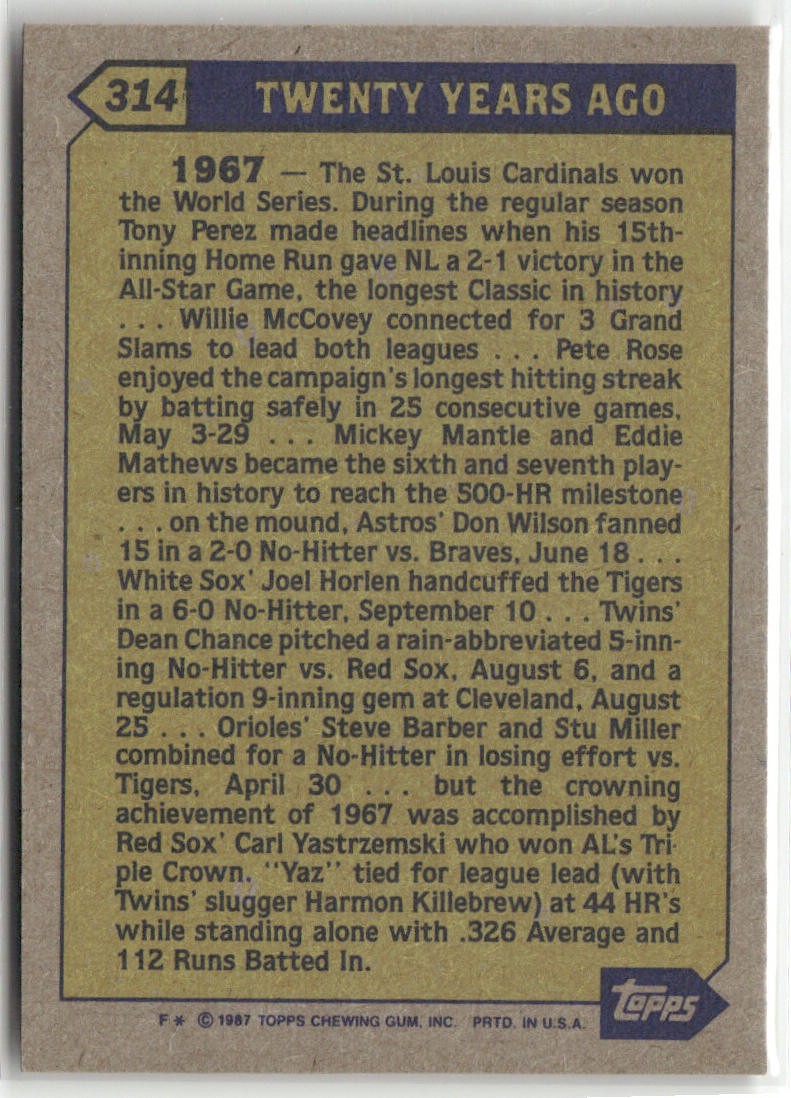 314 TWENTY YEARS AGO
1967 — The St. Louis Cardinals won
the World Series. During the regular season
Tony Perez made headlines when his 15th-
inning Home Run gave NL a 2-1 victory in the
All-Star Game, the longest Classic in history
. . . Willie McCovey connected for 3 Grand
Slams to lead both leagues . . . Pete Rose
enjoyed the campaign's longest hitting streak
by batting safely in 25 consecutive games,
May 3-29 . . . Mickey Mantle and Eddie
Mathews became the sixth and seventh play-
ers in history to reach the 500-HR milestone
. . . on the mound, Astros' Don Wilson fanned
15 in a 2-0 No-Hitter vs. Braves, June 18 . . .
White Sox' Joel Horlen handcuffed the Tigers
in a 6-0 No-Hitter, September 10 . . . Twins'
Dean Chance pitched a rain-abbreviated 5-inn-
ing No-Hitter vs. Red Sox, August 6, and a
regulation 9-inning gem at Cleveland, August
25 . . . Orioles' Steve Barber and Stu Miller
combined for a No-Hitter in losing effort vs.
Tigers, April 30 . . . but the crowning
achievement of 1967 was accomplished by
Red Sox' Carl Yastrzemski who won AL's Tri-
ple Crown. "Yaz" tied for league lead (with
Twins' slugger Harmon Killebrew) at 44 HR's
while standing alone with .326 Average and
112 Runs Batted In.
topps
F* © 1987 TOPPS CHEWING GUM, INC. PRTD. IN U.S.A.